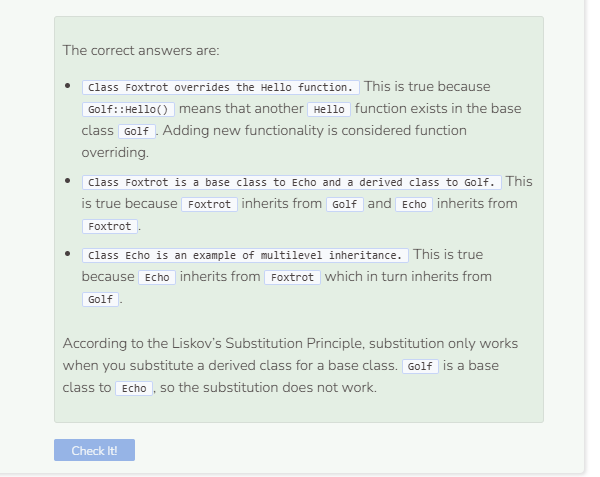 The correct answers are:
Class Foxtrot overrides the Hello function. This is true because
Golf::Hello() means that another Hello function exists in the base
class Golf. Adding new functionality is considered function
overriding.
Class Foxtrot is a base class to Echo and a derived class to Golf. This
is true because Foxtrot inherits from Golf and Echo inherits from
Foxtrot.
Class Echo is an example of multilevel inheritance. This is true
because Echo inherits from Foxtrot which in turn inherits from
Golf.
According to the Liskov's Substitution Principle, substitution only works
when you substitute a derived class for a base class. Golf is a base
class to Echo, so the substitution does not work.
Check It!